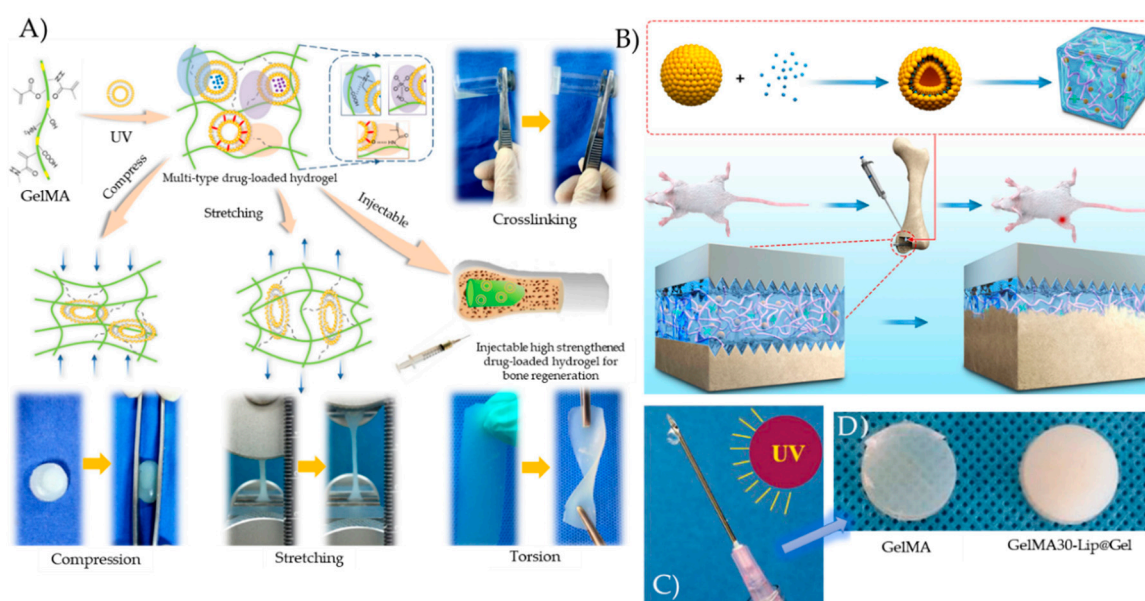 A)
UV
GelMA
Compress
Multi-type drug-loaded hydrogel
Stretching
Injectable
Crosslinking
Injectable high strengthened
drug-loaded hydrogel for
bone regeneration
Compression
Stretching
Torsion
B)
+
UV
C)
D)
GelMA
GelMA30-Lip@Gel